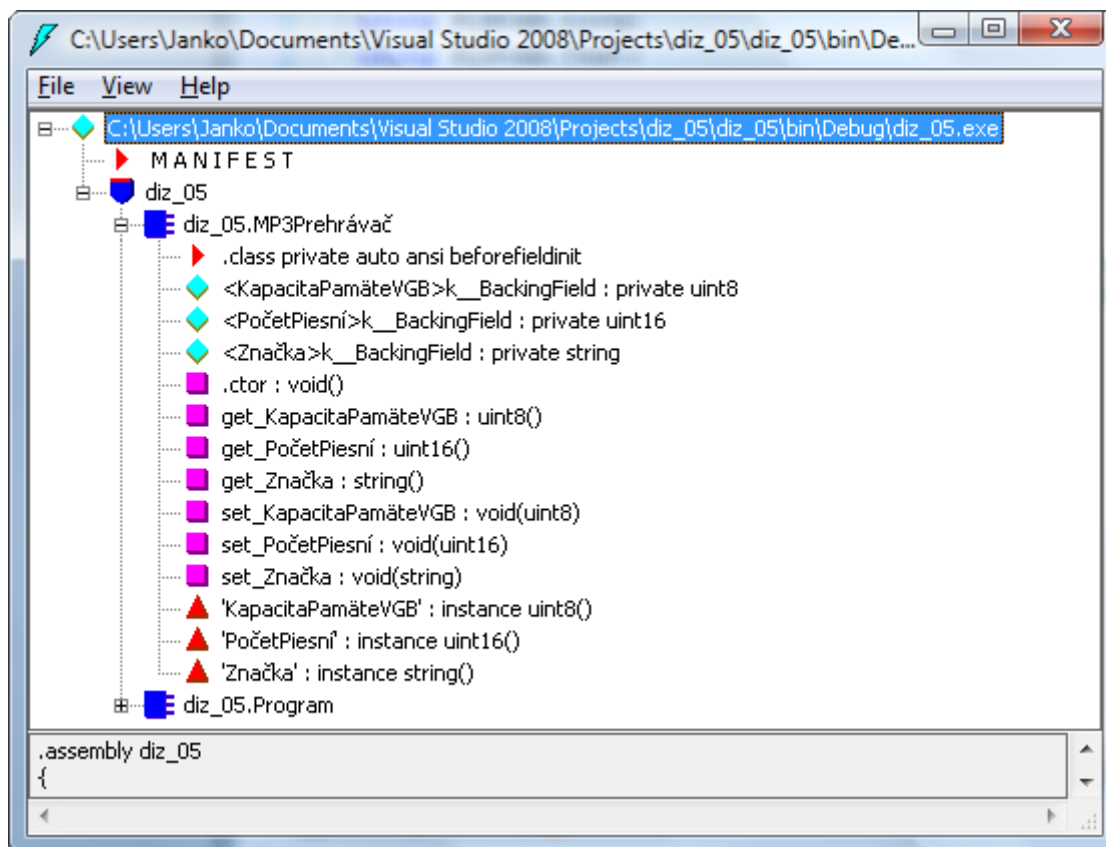 C:\Users\Janko\Documents\Visual Studio 2008\Projects\diz_05\diz_05\bin\De...
File View Help
C:\Users\Janko\Documents\Visual Studio 2008\Projects\diz_05\diz_05\bin\Debug\diz_05.exe
M A N I F E S T
diz_05
diz_05.MP3Prehrávač
.class private auto ansi beforefieldinit
<KapacitaPamäteVGB>k__BackingField : private uint8
<PočetPiesní>k__BackingField : private uint16
<Značka>k__BackingField : private string
.ctor : void()
get_KapacitaPamäteVGB : uint8()
get_PočetPiesní : uint16()
get_Značka : string()
set_KapacitaPamäteVGB : void(uint8)
set_PočetPiesní : void(uint16)
set_Značka : void(string)
'KapacitaPamäteVGB' : instance uint8()
'PočetPiesní' : instance uint16()
'Značka' : instance string()
diz_05.Program
.assembly diz_05
{